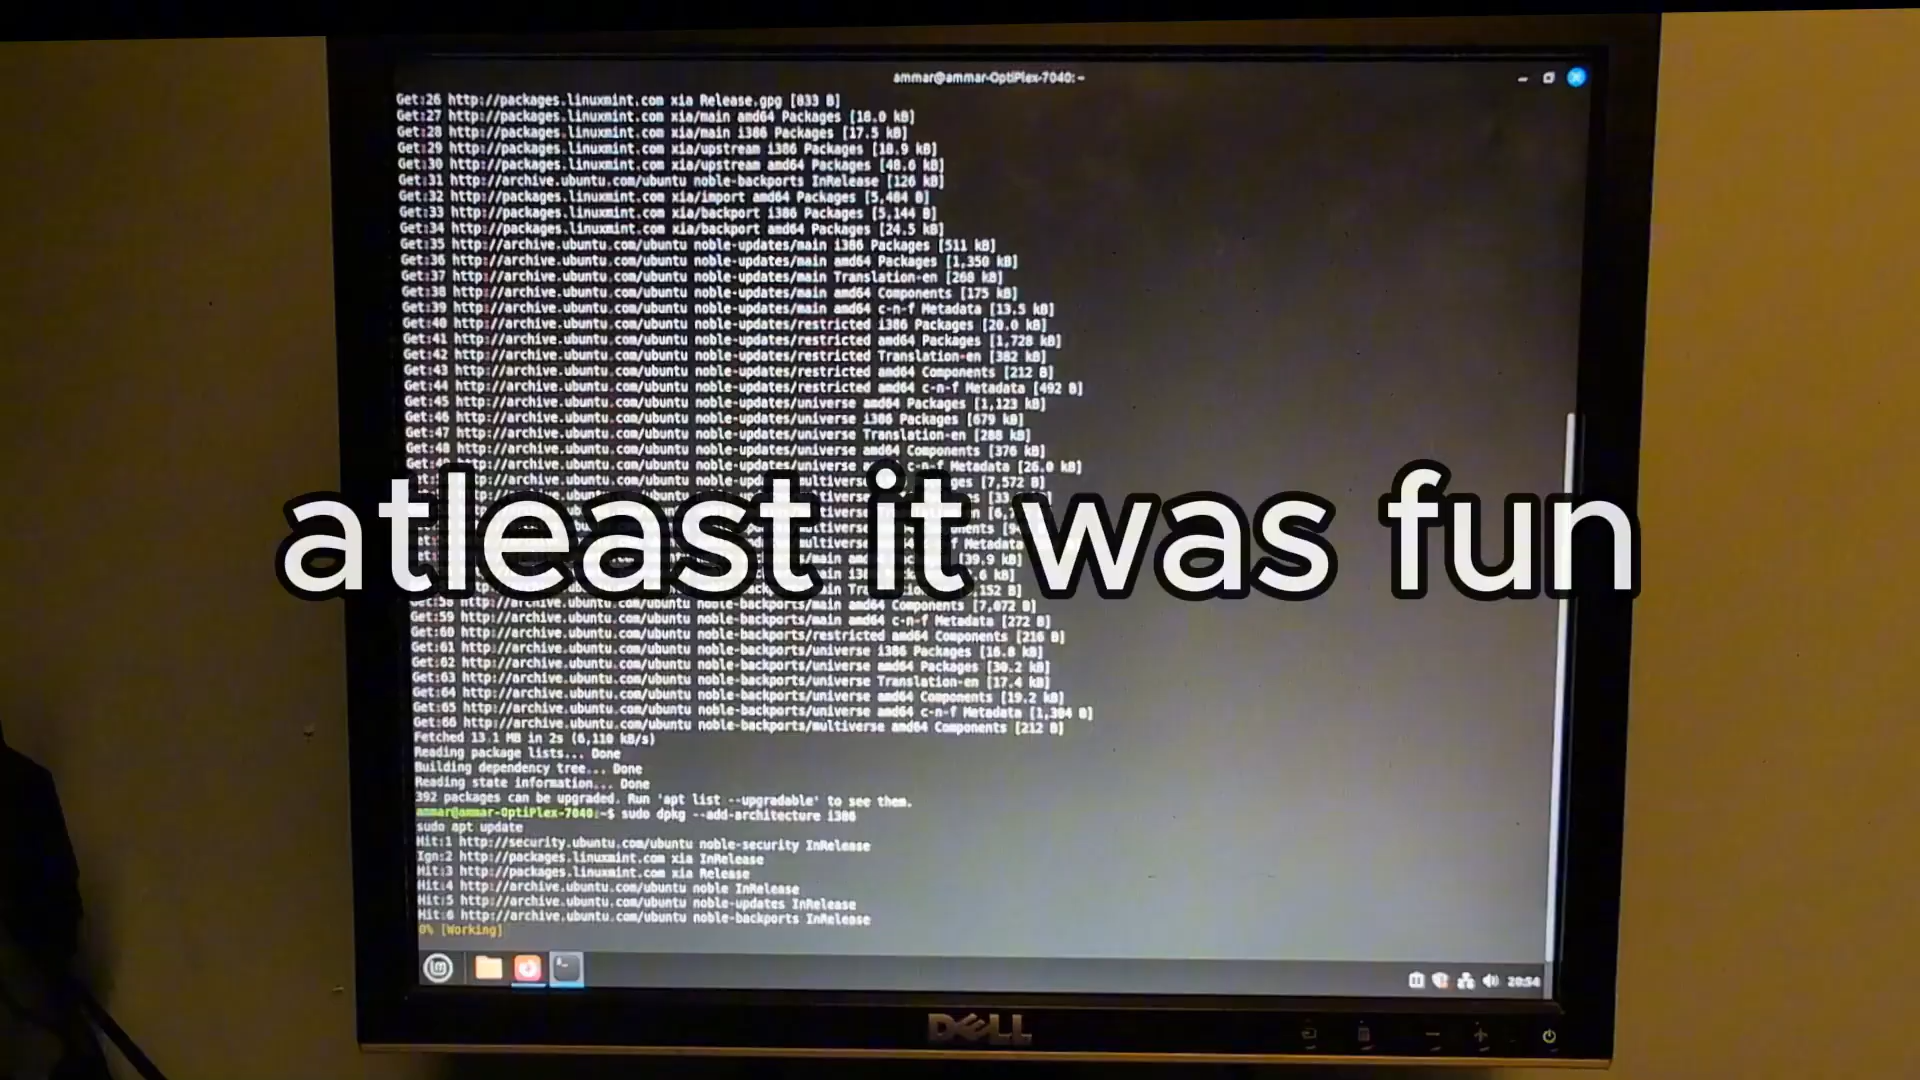 ammar@ammar-OptiPlex-7040: ~
Get:26 http://packages.linuxmint.com xia Release.gpg [833 B]
Get:27 http://packages.linuxmint.com xia/main amd64 Packages [18.0 kB]
Get:28 http://packages.linuxmint.com xia/main i386 Packages [17.5 kB]
Get:29 http://packages.linuxmint.com xia/upstream i386 Packages [18.9 kB]
Get:30 http://packages.linuxmint.com xia/upstream amd64 Packages [48.6 kB]
Get:31 http://archive.ubuntu.com/ubuntu noble-backports InRelease [126 kB]
Get:32 http://packages.linuxmint.com xia/import amd64 Packages [5,484 B]
Get:33 http://packages.linuxmint.com xia/backport i386 Packages [5,144 B]
Get:34 http://packages.linuxmint.com xia/backport amd64 Packages [24.5 kB]
Get:35 http://archive.ubuntu.com/ubuntu noble-updates/main i386 Packages [511 kB]
Get:36 http://archive.ubuntu.com/ubuntu noble-updates/main amd64 Packages [1,350 kB]
Get:37 http://archive.ubuntu.com/ubuntu noble-updates/main Translation-en [268 kB]
Get:38 http://archive.ubuntu.com/ubuntu noble-updates/main amd64 Components [175 kB]
Get:39 http://archive.ubuntu.com/ubuntu noble-updates/main amd64 c-n-f Metadata [13.5 kB]
Get:40 http://archive.ubuntu.com/ubuntu noble-updates/restricted i386 Packages [20.0 kB]
Get:41 http://archive.ubuntu.com/ubuntu noble-updates/restricted amd64 Packages [1,728 kB]
Get:42 http://archive.ubuntu.com/ubuntu noble-updates/restricted Translation-en [382 kB]
Get:43 http://archive.ubuntu.com/ubuntu noble-updates/restricted amd64 Components [212 B]
Get:44 http://archive.ubuntu.com/ubuntu noble-updates/restricted amd64 c-n-f Metadata [492 B]
Get:45 http://archive.ubuntu.com/ubuntu noble-updates/universe amd64 Packages [1,123 kB]
Get:46 http://archive.ubuntu.com/ubuntu noble-updates/universe i386 Packages [679 kB]
Get:47 http://archive.ubuntu.com/ubuntu noble-updates/universe Translation-en [288 kB]
Get:48 http://archive.ubuntu.com/ubuntu noble-updates/universe amd64 Components [376 kB]
http://archive.ubuntu.com/ubuntu noble-updates/universe Metadata [26.0 kB]
atleast it was fun
http://archive.ubuntu.com/ubuntu noble-backports/main amd64 Components [7,072 B]
Get:59 http://archive.ubuntu.com/ubuntu noble-backports/main amd64 c-n-f Metadata [272 B]
Get:60 http://archive.ubuntu.com/ubuntu noble-backports/restricted amd64 Components [216 B]
Get:61 http://archive.ubuntu.com/ubuntu noble-backports/universe i386 Packages [16.8 kB]
Get:62 http://archive.ubuntu.com/ubuntu noble-backports/universe amd64 Packages [30.2 kB]
Get:63 http://archive.ubuntu.com/ubuntu noble-backports/universe Translation-en [17.4 kB]
Get:64 http://archive.ubuntu.com/ubuntu noble-backports/universe amd64 Components [19.2 kB]
Get:65 http://archive.ubuntu.com/ubuntu noble-backports/universe amd64 c-n-f Metadata [1,304 B]
Get:66 http://archive.ubuntu.com/ubuntu noble-backports/multiverse amd64 Components [212 B]
Fetched 13.1 MB in 2s (6,110 kB/s)
Reading package lists... Done
Building dependency tree... Done
Reading state information... Done
392 packages can be upgraded. Run 'apt list --upgradable' to see them.
ammar@ammar-OptiPlex-7040:~$ sudo dpkg --add-architecture i386
sudo apt update
Hit:1 http://security.ubuntu.com/ubuntu noble-security InRelease
Ign:2 http://packages.linuxmint.com xia InRelease
Hit:3 http://packages.linuxmint.com xia Release
Hit:4 http://archive.ubuntu.com/ubuntu noble InRelease
Hit:5 http://archive.ubuntu.com/ubuntu noble-updates InRelease
Hit:6 http://archive.ubuntu.com/ubuntu noble-backports InRelease
0% [Working]
20:54
DELL